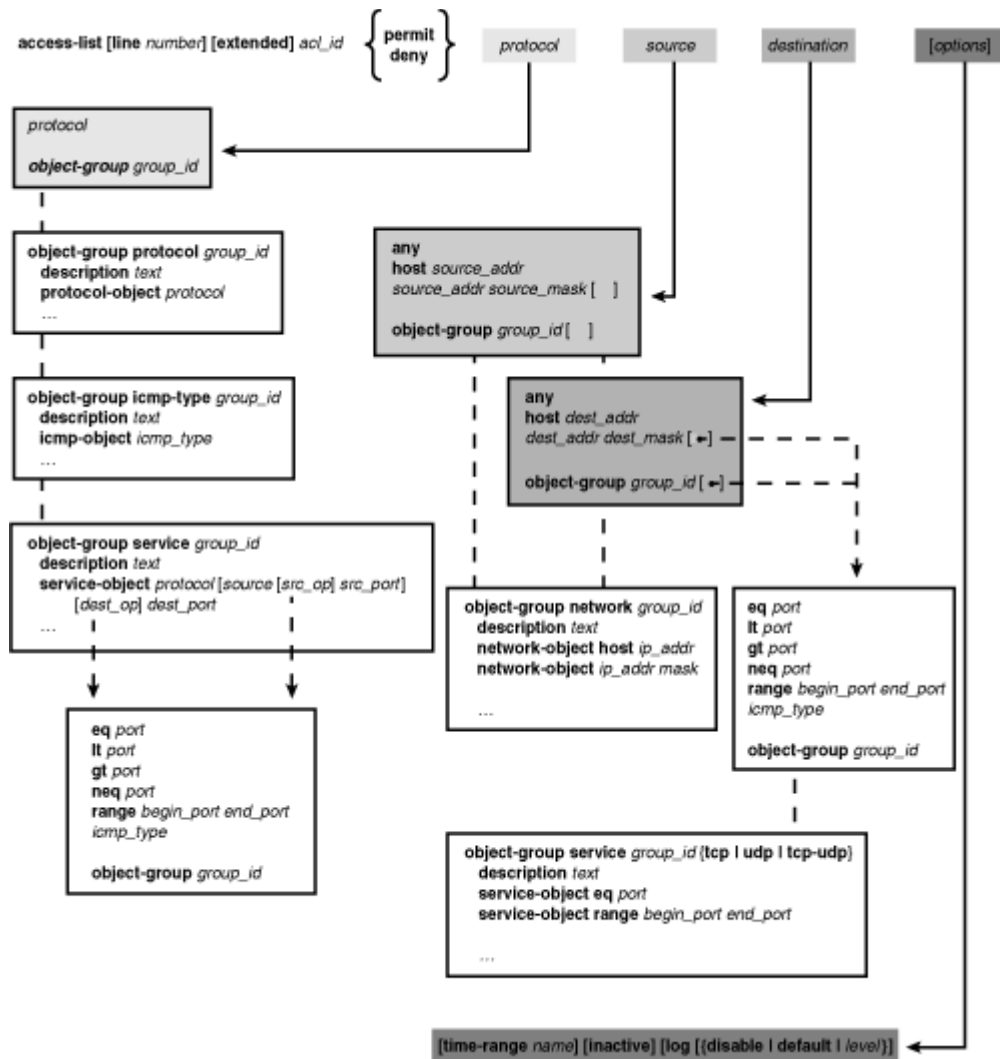 access-list [line number] [extended] acl_id { permit deny } protocol source destination [options]
protocol
object-group group_id
object-group protocol group_id
description text
protocol-object protocol
...
any
host source_addr
source_addr source_mask [ ]
object-group group_id [ ]
object-group icmp-type group_id
description text
icmp-object icmp_type
...
any
host dest_addr
dest_addr dest_mask [ ]
object-group group_id [ ]
object-group service group_id
description text
service-object protocol [source [src_op] src_port]
[dest_op] dest_port
...
object-group network group_id
description text
network-object host ip_addr
network-object ip_addr mask
...
eq port
lt port
gt port
neq port
range begin_port end_port
icmp_type
object-group group_id
eq port
lt port
gt port
neq port
range begin_port end_port
icmp_type
object-group group_id
object-group service group_id {tcp | udp | tcp-udp}
description text
service-object eq port
service-object range begin_port end_port
...
[time-range name] [inactive] [log [{disable | default | level}]